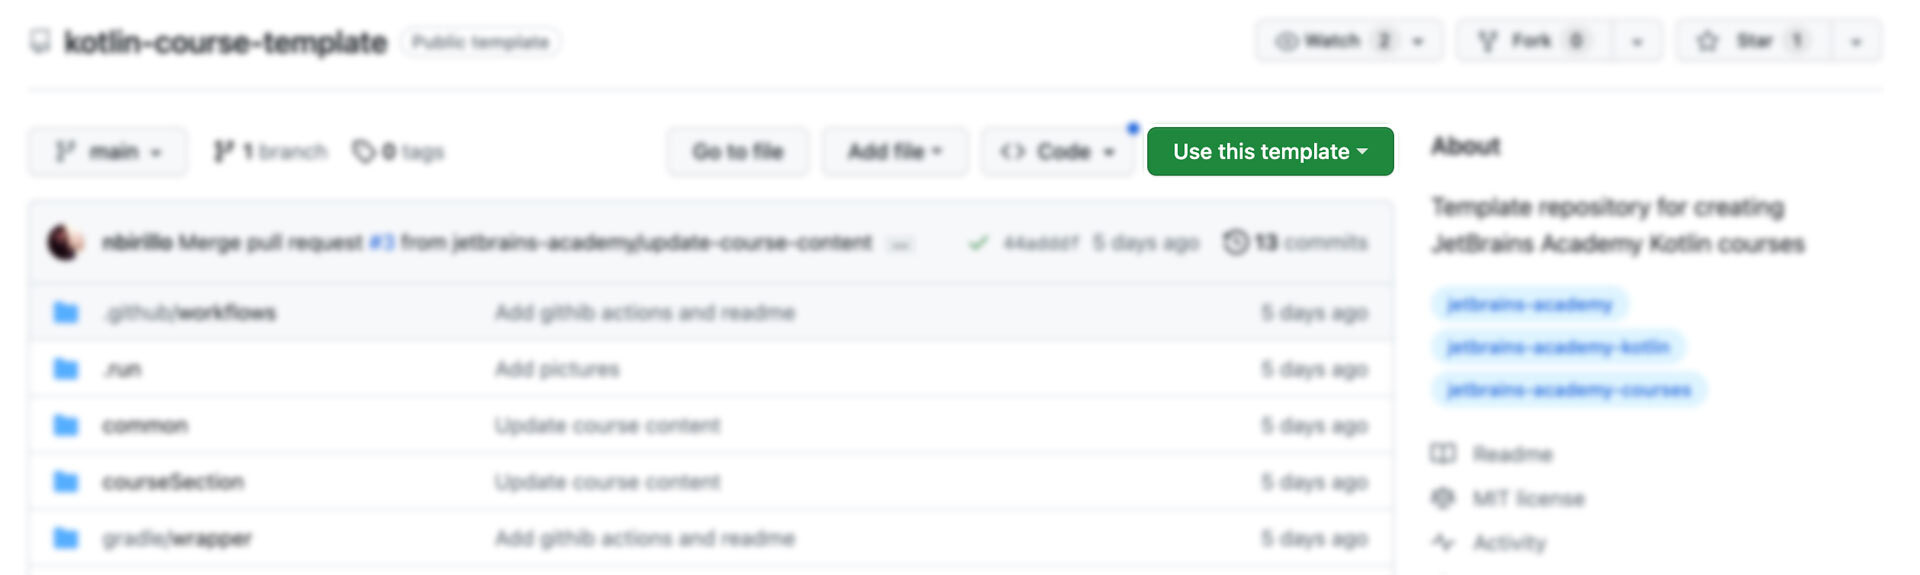 kotlin-course-template Public template Watch 2 Fork 0 Star 1
main 1 branch 0 tags Go to file Add file Code Use this template
About
Template repository for creating
JetBrains Academy Kotlin courses
jetbrains-academy
jetbrains-academy-kotlin
jetbrains-academy-courses
Readme
MIT license
Activity
nbirillo Merge pull request #3 from jetbrains-academy/update-course-content ... 5 days ago 13 commits
.github/workflows Add githib actions and readme 5 days ago
.run Add pictures 5 days ago
common Update course content 5 days ago
courseSection Update course content 5 days ago
gradle/wrapper Add githib actions and readme 5 days ago